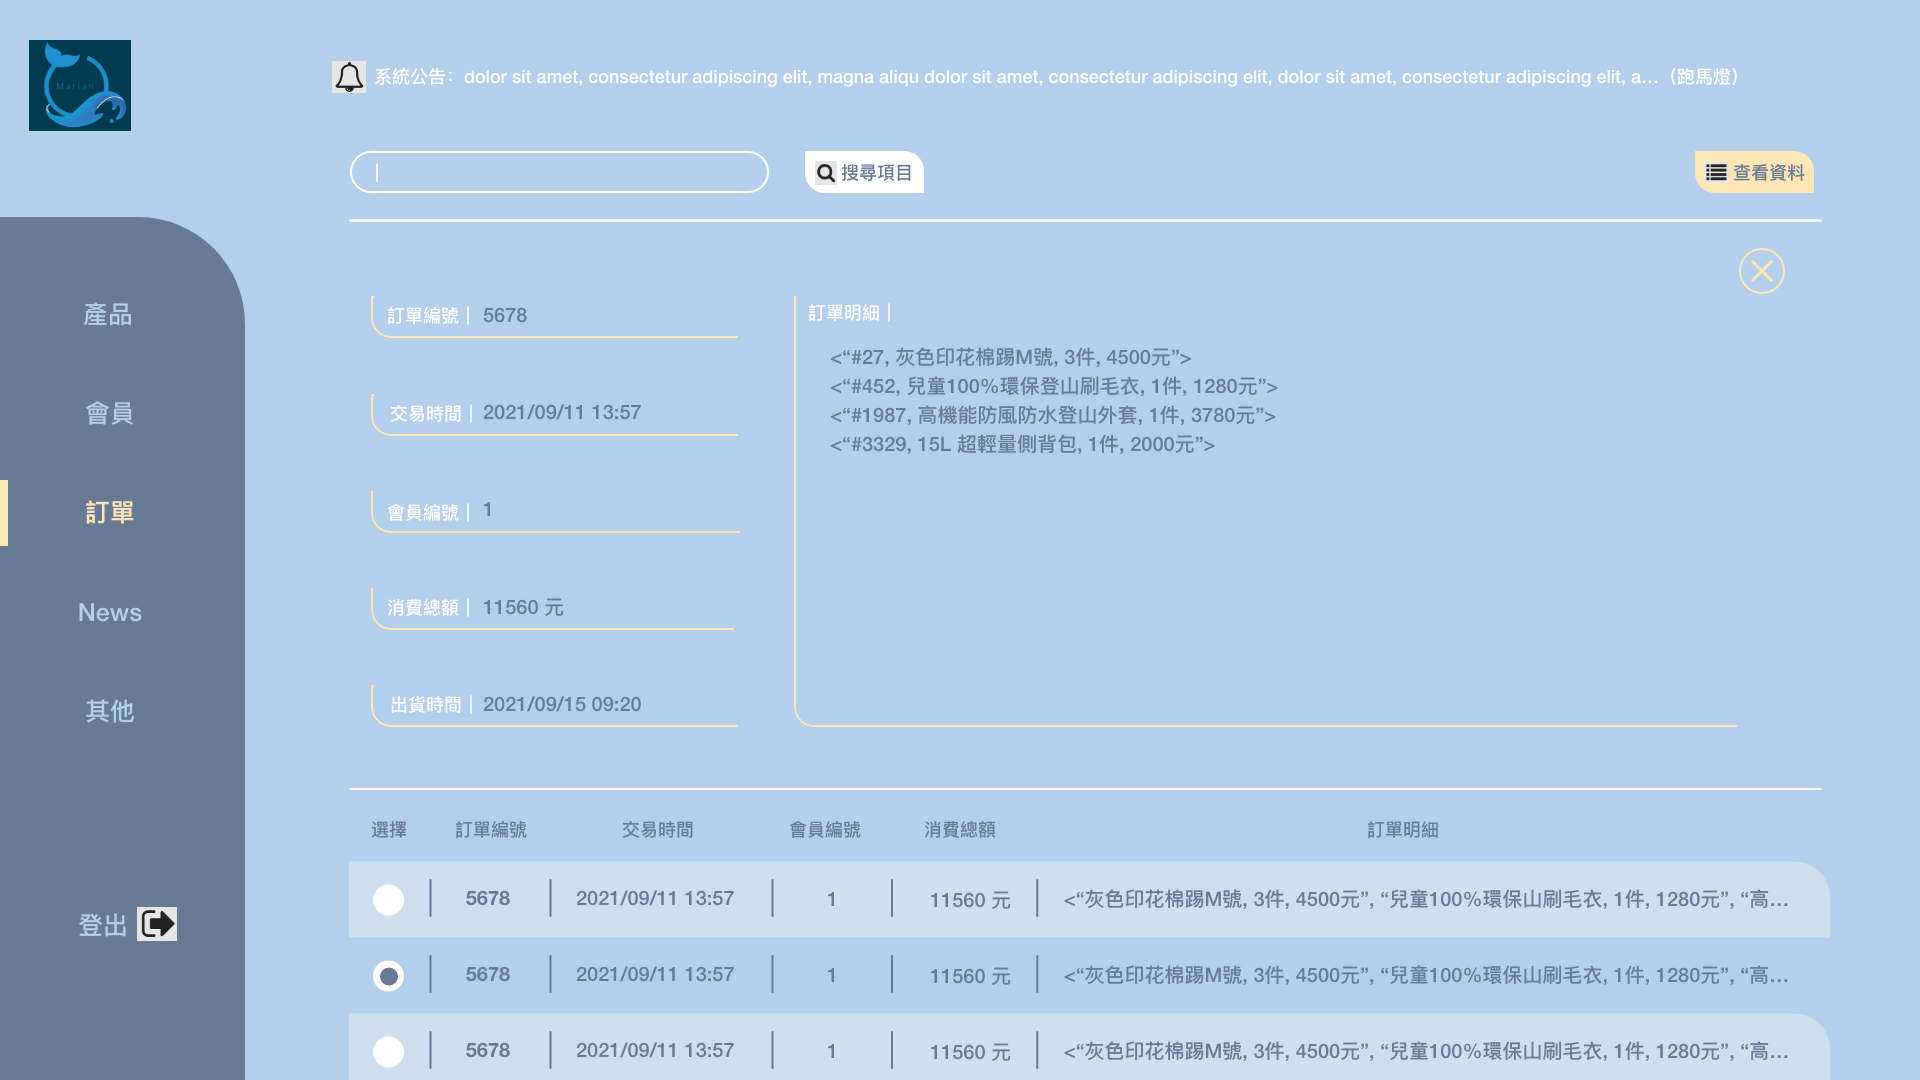 Marian.
系統公告：dolor sit amet, consectetur adipiscing elit, magna aliqu dolor sit amet, consectetur adipiscing elit, dolor sit amet, consectetur adipiscing elit, a...（跑馬燈）
搜尋項目
查看資料
產品
會員
訂單
News
其他
登出
訂單編號｜ 5678
交易時間｜ 2021/09/11 13:57
會員編號｜ 1
消費總額｜ 11560 元
出貨時間｜ 2021/09/15 09:20
訂單明細｜
<“#27, 灰色印花棉踢M號, 3件, 4500元”>
<“#452, 兒童100%環保登山刷毛衣, 1件, 1280元”>
<“#1987, 高機能防風防水登山外套, 1件, 3780元”>
<“#3329, 15L 超輕量側背包, 1件, 2000元”>
選擇 訂單編號 交易時間 會員編號 消費總額 訂單明細
5678 2021/09/11 13:57 1 11560 元 <“灰色印花棉踢M號, 3件, 4500元”, “兒童100%環保山刷毛衣, 1件, 1280元”, “高...
5678 2021/09/11 13:57 1 11560 元 <“灰色印花棉踢M號, 3件, 4500元”, “兒童100%環保山刷毛衣, 1件, 1280元”, “高...
5678 2021/09/11 13:57 1 11560 元 <“灰色印花棉踢M號, 3件, 4500元”, “兒童100%環保山刷毛衣, 1件, 1280元”, “高...